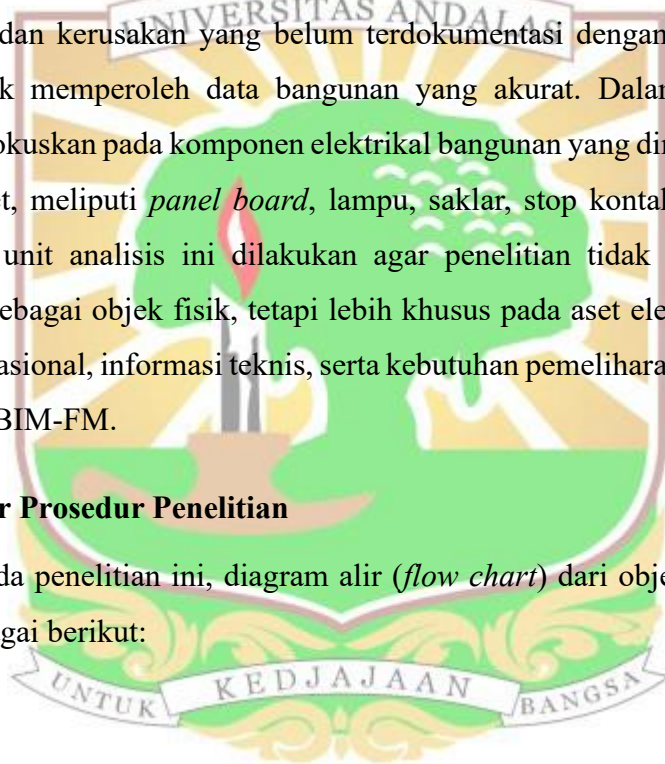 UNIVERSITAS ANDALAS
dan kerusakan yang belum terdokumentasi dengan
k memperoleh data bangunan yang akurat. Dalam
okuskan pada komponen elektrikal bangunan yang di
et, meliputi panel board, lampu, saklar, stop kontak
unit analisis ini dilakukan agar penelitian tidak
ebagai objek fisik, tetapi lebih khusus pada aset ele
asional, informasi teknis, serta kebutuhan pemelihara
BIM-FM.
r Prosedur Penelitian
da penelitian ini, diagram alir (flow chart) dari obje
gai berikut:
UNTUK KEDJAJAAN BANGSA